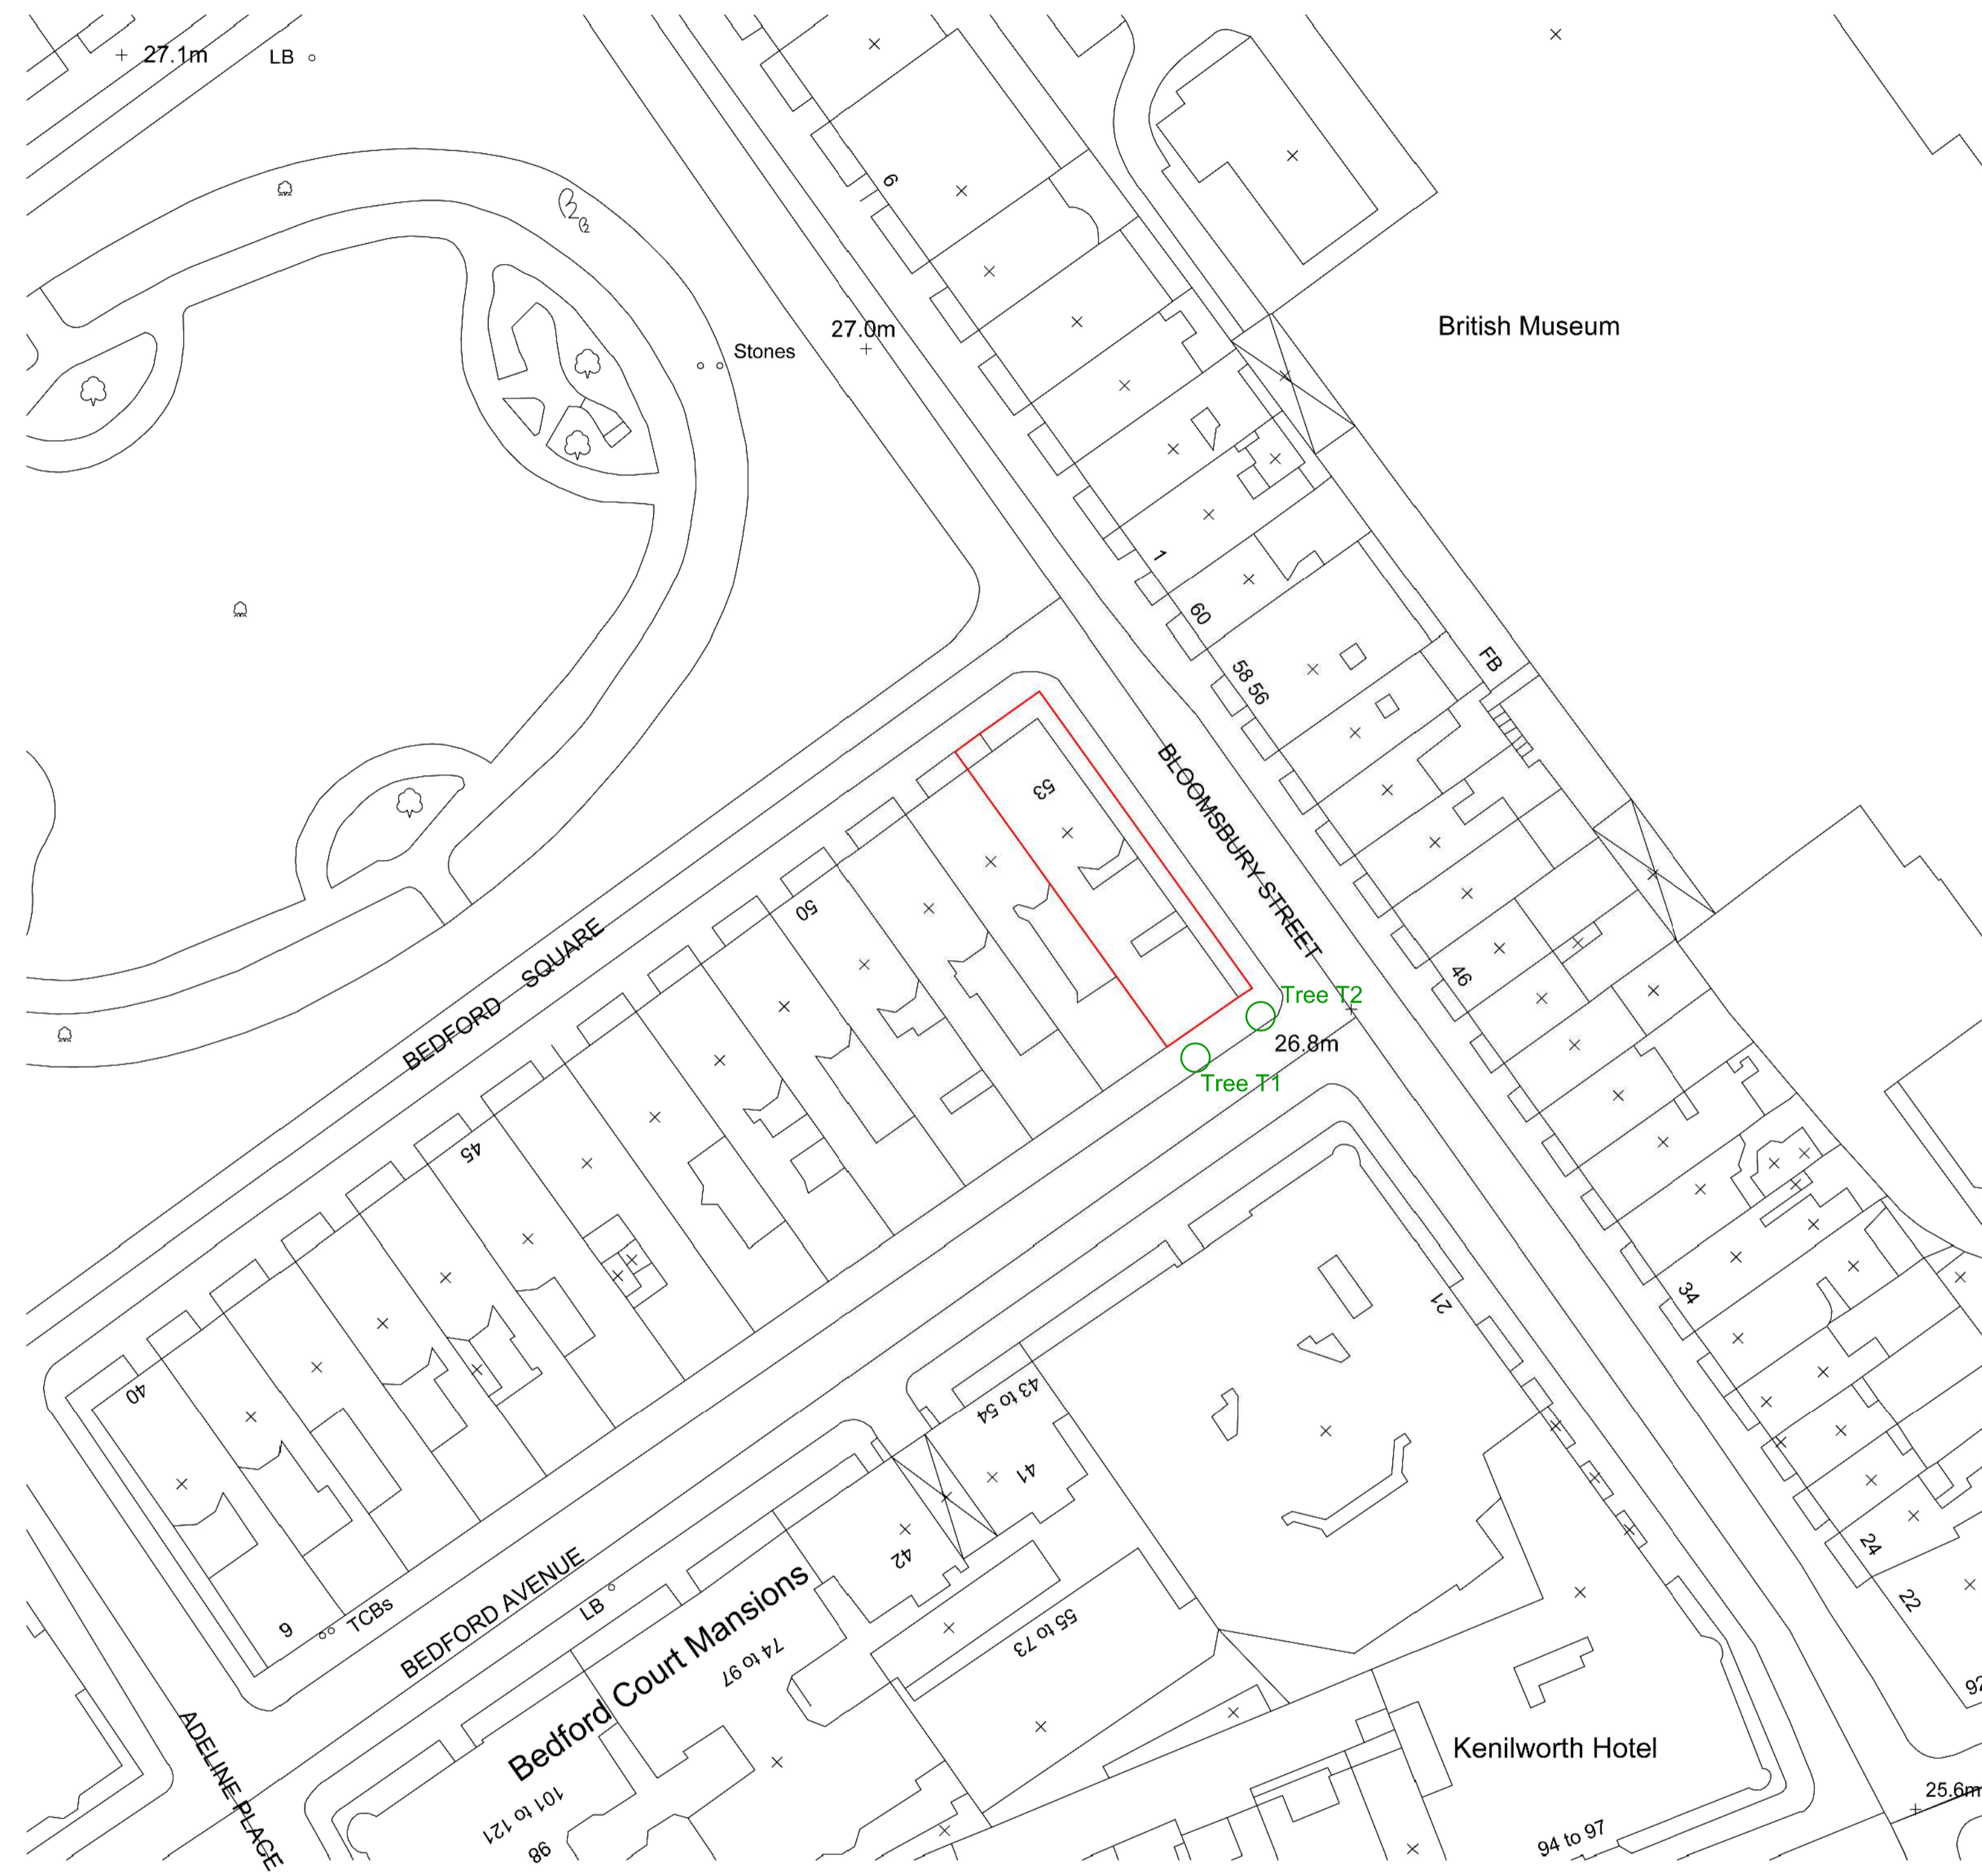 27.1m
LB
6
Stones
27.0m
British Museum
1
60
58 56
FB
53
BLOOMSBURY STREET
50
BEDFORD SQUARE
46
Tree T2
26.8m
Tree T1
45
40
34
21
43 to 54
41
42
24
22
9
TCBs
BEDFORD AVENUE
LB
Bedford Court Mansions
74 to 97
55 to 73
92
ADELINE PLACE
101 to 121
98
Kenilworth Hotel
25.6m
94 to 97